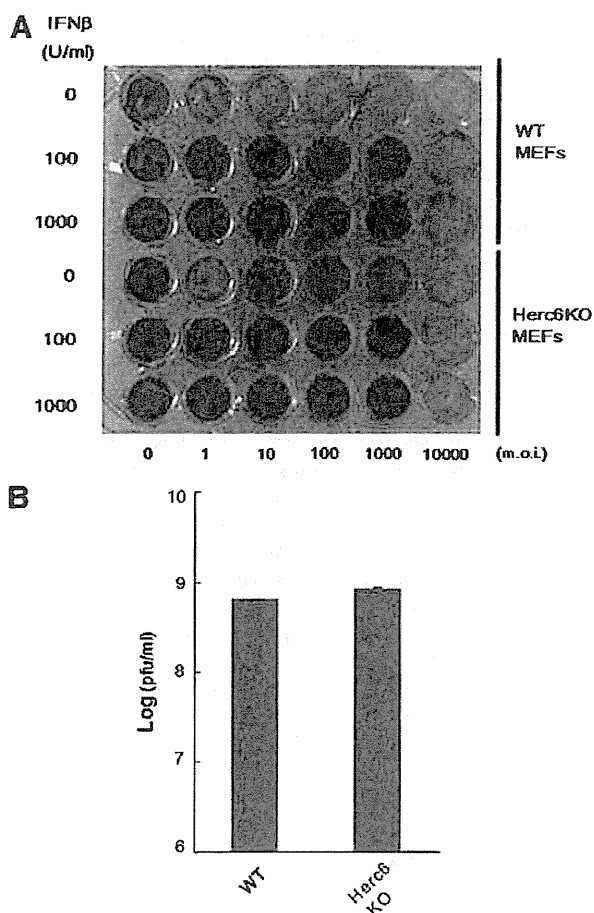 A
IFNβ
(U/ml)
0
100
1000
0
100
1000
WT
MEFs
Herc6KO
MEFs
0 1 10 100 1000 10000 (m.o.i.)
B
10
9
8
7
6
Log (pfu/ml)
WT
Herc6
KO